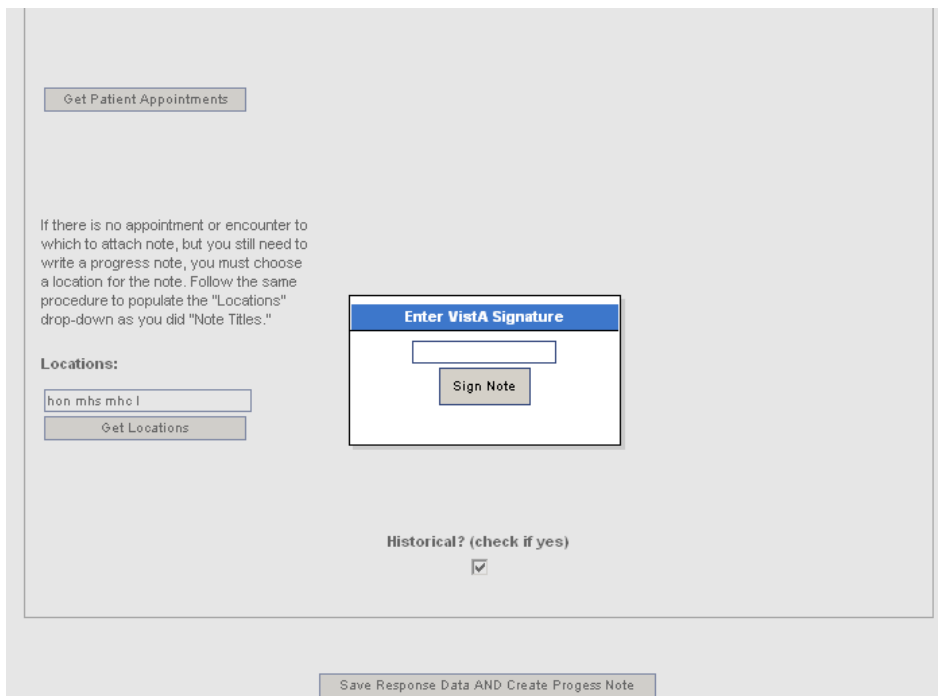 Get Patient Appointments
If there is no appointment or encounter to
which to attach note, but you still need to
write a progress note, you must choose
a location for the note. Follow the same
procedure to populate the "Locations"
drop-down as you did "Note Titles."
Locations:
hon mhs mhc l
Get Locations
Enter VistA Signature
Sign Note
Historical? (check if yes)
Save Response Data AND Create Progess Note